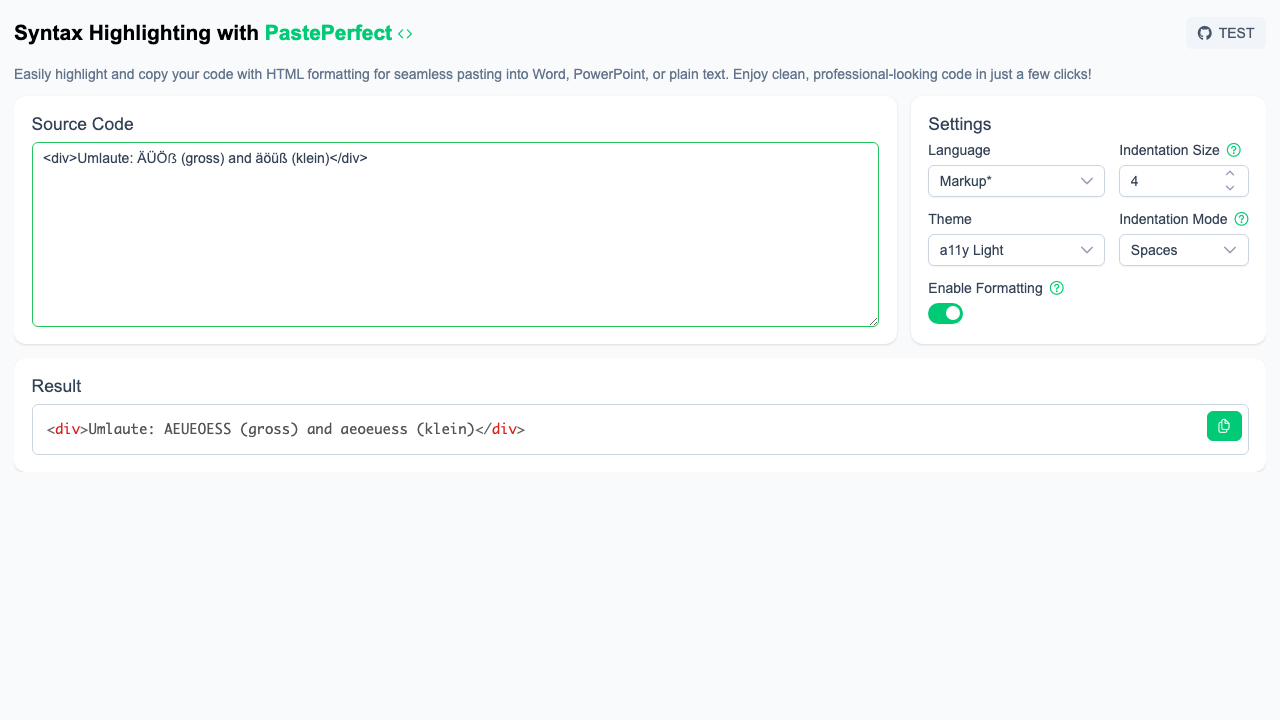 Syntax Highlighting with PastePerfect <>
TEST
Easily highlight and copy your code with HTML formatting for seamless pasting into Word, PowerPoint, or plain text. Enjoy clean, professional-looking code in just a few clicks!
Source Code
<div>Umlaute: ÄÜÖß (gross) and äöüß (klein)</div>
Settings
Language
Indentation Size
Markup*
4
Theme
Indentation Mode
a11y Light
Spaces
Enable Formatting
Result
<div>Umlaute: AEUEOESS (gross) and aeoeuess (klein)</div>